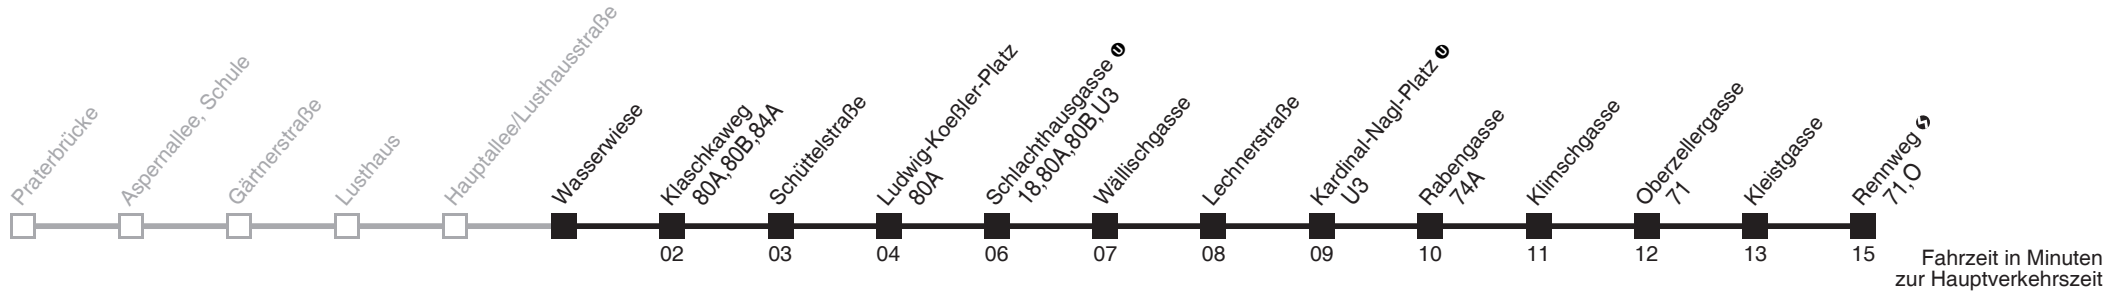 Praterbrücke
Aspernallee, Schule
Gärtnerstraße
Lusthaus
Hauptallee/Lusthausstraße
Wasserwiese
Klaschkaweg
80A,80B,84A
Schüttelstraße
Ludwig-Koeßler-Platz
80A
Schlachthausgasse U
18,80A,80B,U3
Wällischgasse
Lechnerstraße
Kardinal-Nagl-Platz U
U3
Rabengasse
74A
Klimschgasse
Oberzellergasse
71
Kleistgasse
Rennweg S
71,O
02 03 04 06 07 08 09 10 11 12 13 15
Fahrzeit in Minuten
zur Hauptverkehrszeit